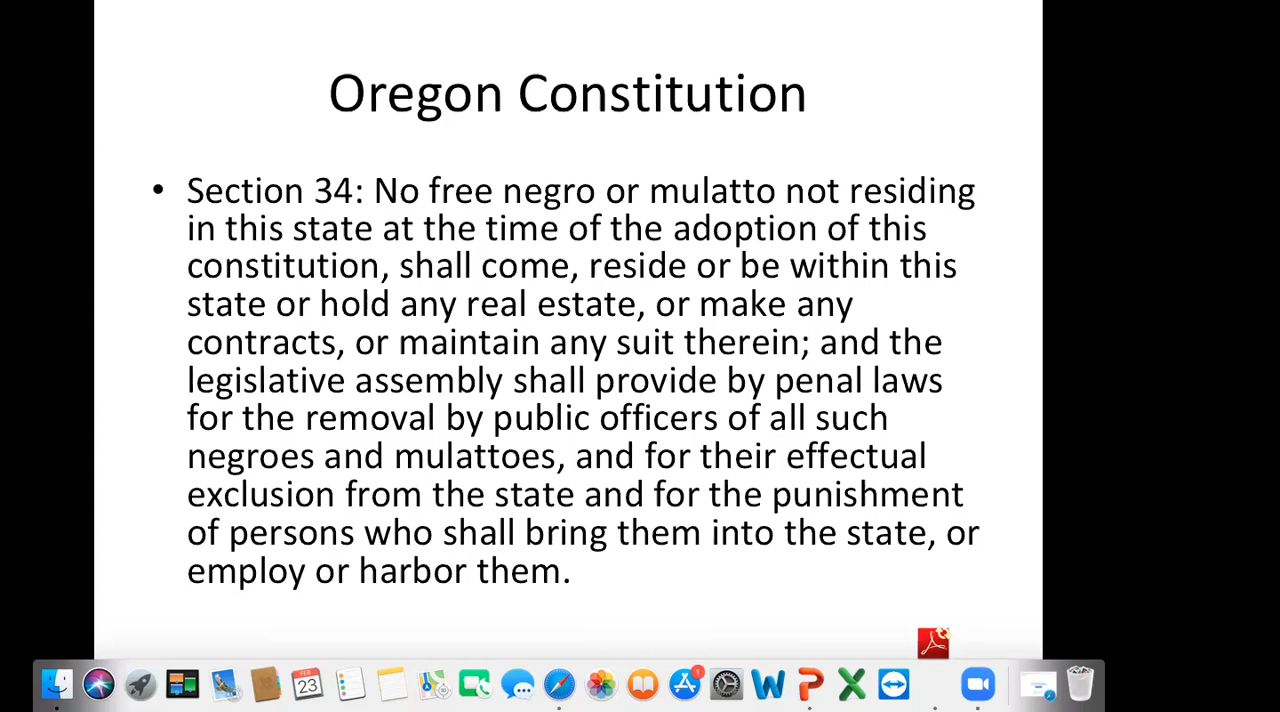 Oregon Constitution
• Section 34: No free negro or mulatto not residing
in this state at the time of the adoption of this
constitution, shall come, reside or be within this
state or hold any real estate, or make any
contracts, or maintain any suit therein; and the
legislative assembly shall provide by penal laws
for the removal by public officers of all such
negroes and mulattoes, and for their effectual
exclusion from the state and for the punishment
of persons who shall bring them into the state, or
employ or harbor them.
FEB
23
1